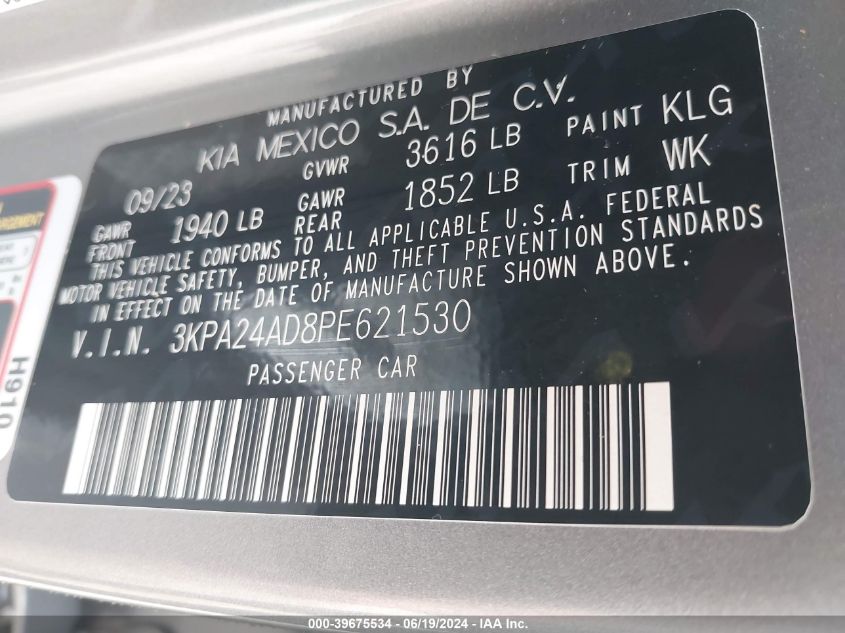 MANUFACTURED BY
KIA MEXICO S.A. DE C.V.
09/23 GVWR 3616 LB PAINT KLG
GAWR FRONT 1940 LB GAWR REAR 1852 LB TRIM WK
THIS VEHICLE CONFORMS TO ALL APPLICABLE U.S.A. FEDERAL
MOTOR VEHICLE SAFETY, BUMPER, AND THEFT PREVENTION STANDARDS
IN EFFECT ON THE DATE OF MANUFACTURE SHOWN ABOVE.
V.I.N. 3KPA24AD8PE621530
PASSENGER CAR
H910
000-39675534 - 06/19/2024 - IAA Inc.